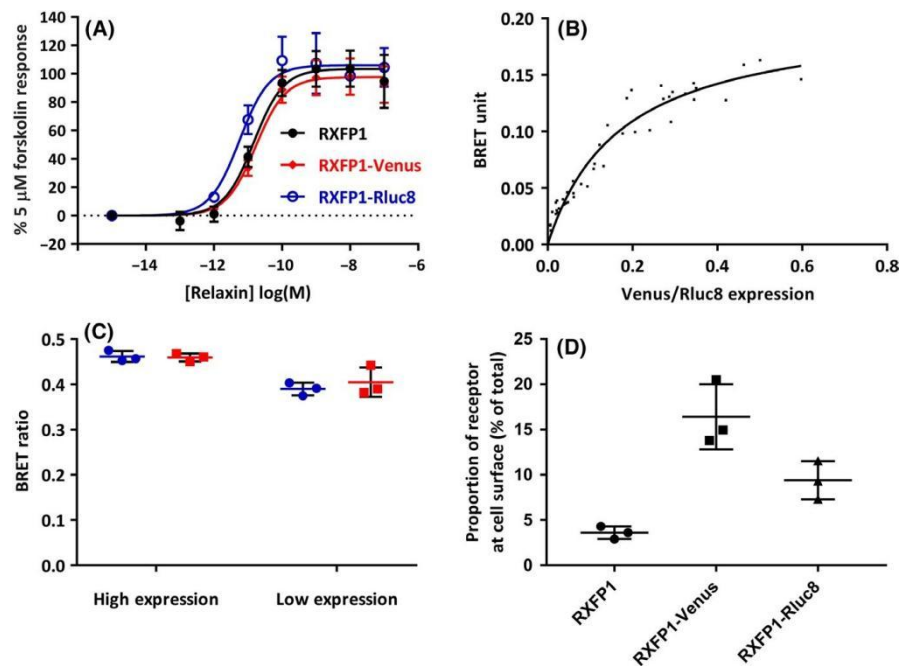 (A)
% 5 μM forskolin response
140
120
100
80
60
40
20
0
−20
−14
−12
−10
−8
−6
[Relaxin] log(M)
RXFP1
RXFP1-Venus
RXFP1-Rluc8
(B)
BRET unit
0.20
0.15
0.10
0.05
0.00
0.0
0.2
0.4
0.6
0.8
Venus/Rluc8 expression
(C)
BRET ratio
0.5
0.4
0.3
0.2
0.1
0.0
High expression
Low expression
(D)
Proportion of receptor
at cell surface (% of total)
25
20
15
10
5
0
RXFP1
RXFP1-Venus
RXFP1-Rluc8